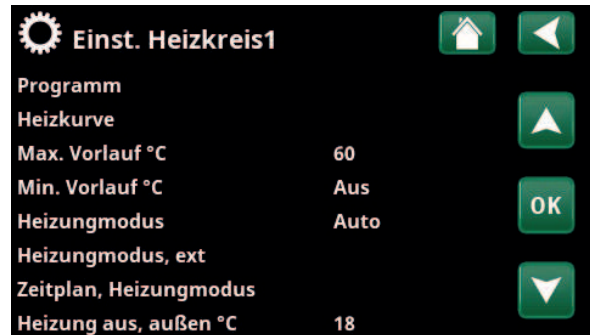 Einst. Heizkreis1
Programm
Heizkurve
Max. Vorlauf °C 60
Min. Vorlauf °C Aus
Heizungmodus Auto
OK
Heizungmodus, ext
Zeitplan, Heizungmodus
Heizung aus, außen °C 18